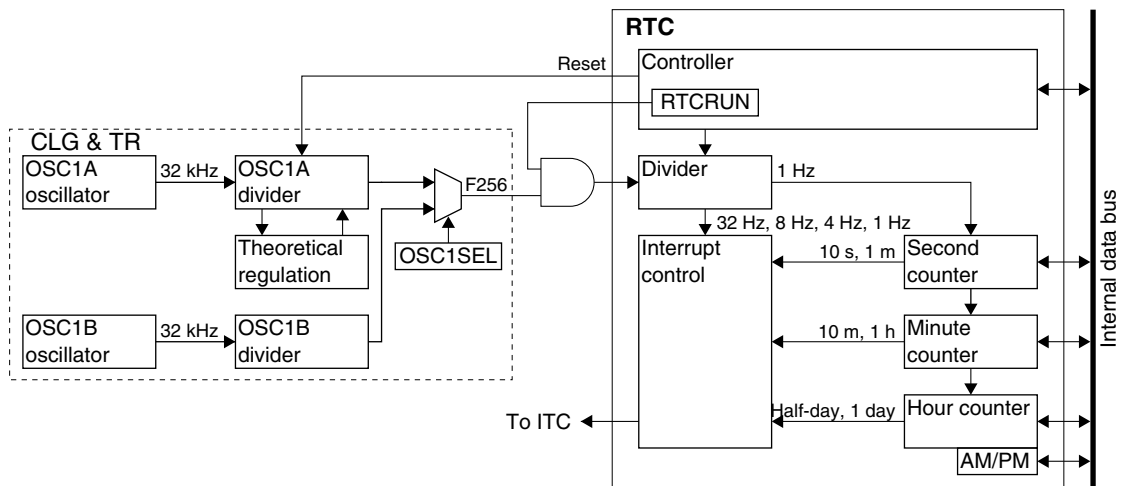 RTC
Controller
Reset
RTCRUN
CLG & TR
OSC1A
oscillator
32 kHz
OSC1A
divider
F256
Divider
1 Hz
32 Hz, 8 Hz, 4 Hz, 1 Hz
Theoretical
regulation
OSC1SEL
Interrupt
control
10 s, 1 m
Second
counter
OSC1B
oscillator
32 kHz
OSC1B
divider
10 m, 1 h
Minute
counter
Half-day, 1 day
Hour counter
To ITC
AM/PM
Internal data bus